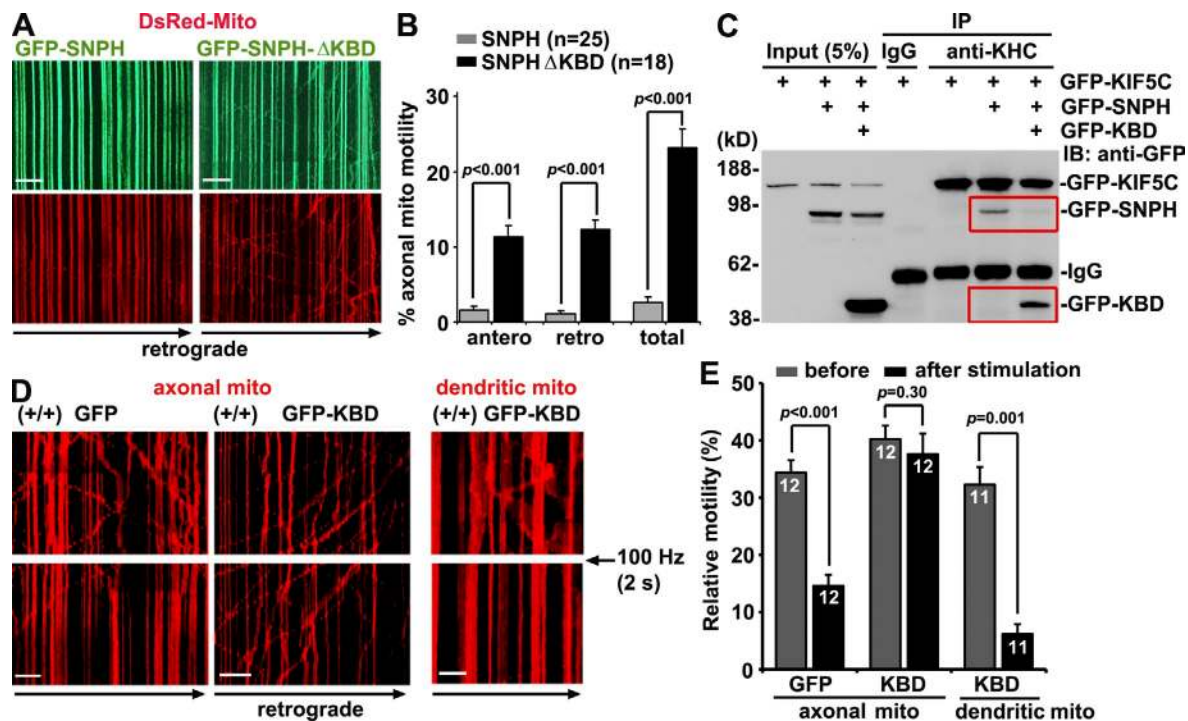 A
DsRed-Mito
GFP-SNPH
GFP-SNPH-ΔKBD
retrograde
B
SNPH (n=25)
SNPHΔKBD (n=18)
% axonal mito motility
30
20
10
0
p<0.001
p<0.001
p<0.001
antero retro total
C
IP
Input (5%) IgG anti-KHC
+ + + + + + + GFP-KIF5C
+ + + + GFP-SNPH
+ + GFP-KBD
(kD)
IB: anti-GFP
188-
-GFP-KIF5C
98-
-GFP-SNPH
62-
-IgG
-GFP-KBD
38-
D
axonal mito
dendritic mito
(+/+) GFP
(+/+) GFP-KBD
(+/+) GFP-KBD
100 Hz
(2 s)
retrograde
E
before after stimulation
Relative motility (%)
50
40
30
20
10
0
p<0.001
p=0.30
p=0.001
12
12
12
12
11
11
GFP KBD KBD
axonal mito dendritic mito